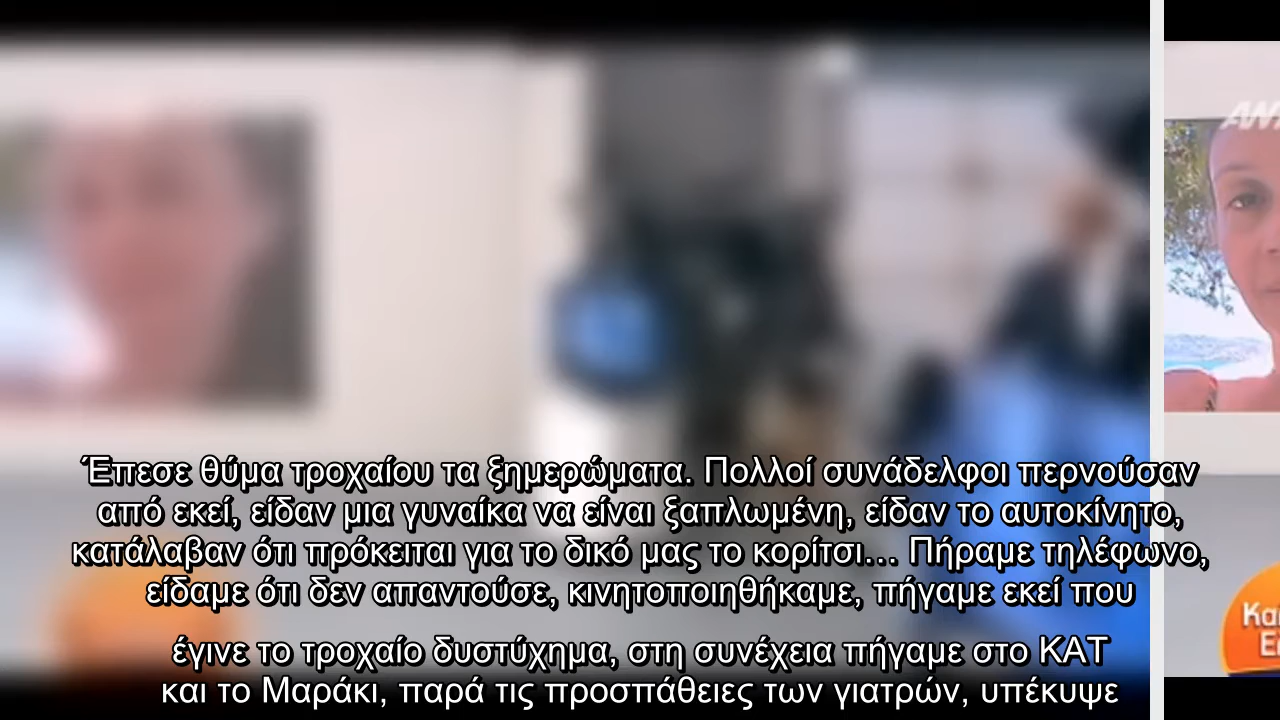 ΑΝΤ
Έπεσε θύμα τροχαίου τα ξημερώματα. Πολλοί συνάδελφοι περνούσαν
από εκεί, είδαν μια γυναίκα να είναι ξαπλωμένη, είδαν το αυτοκίνητο,
κατάλαβαν ότι πρόκειται για το δικό μας το κορίτσι... Πήραμε τηλέφωνο,
είδαμε ότι δεν απαντούσε, κινητοποιηθήκαμε, πήγαμε εκεί που
έγινε το τροχαίο δυστύχημα, στη συνέχεια πήγαμε στο ΚΑΤ
και το Μαράκι, παρά τις προσπάθειες των γιατρών, υπέκυψε